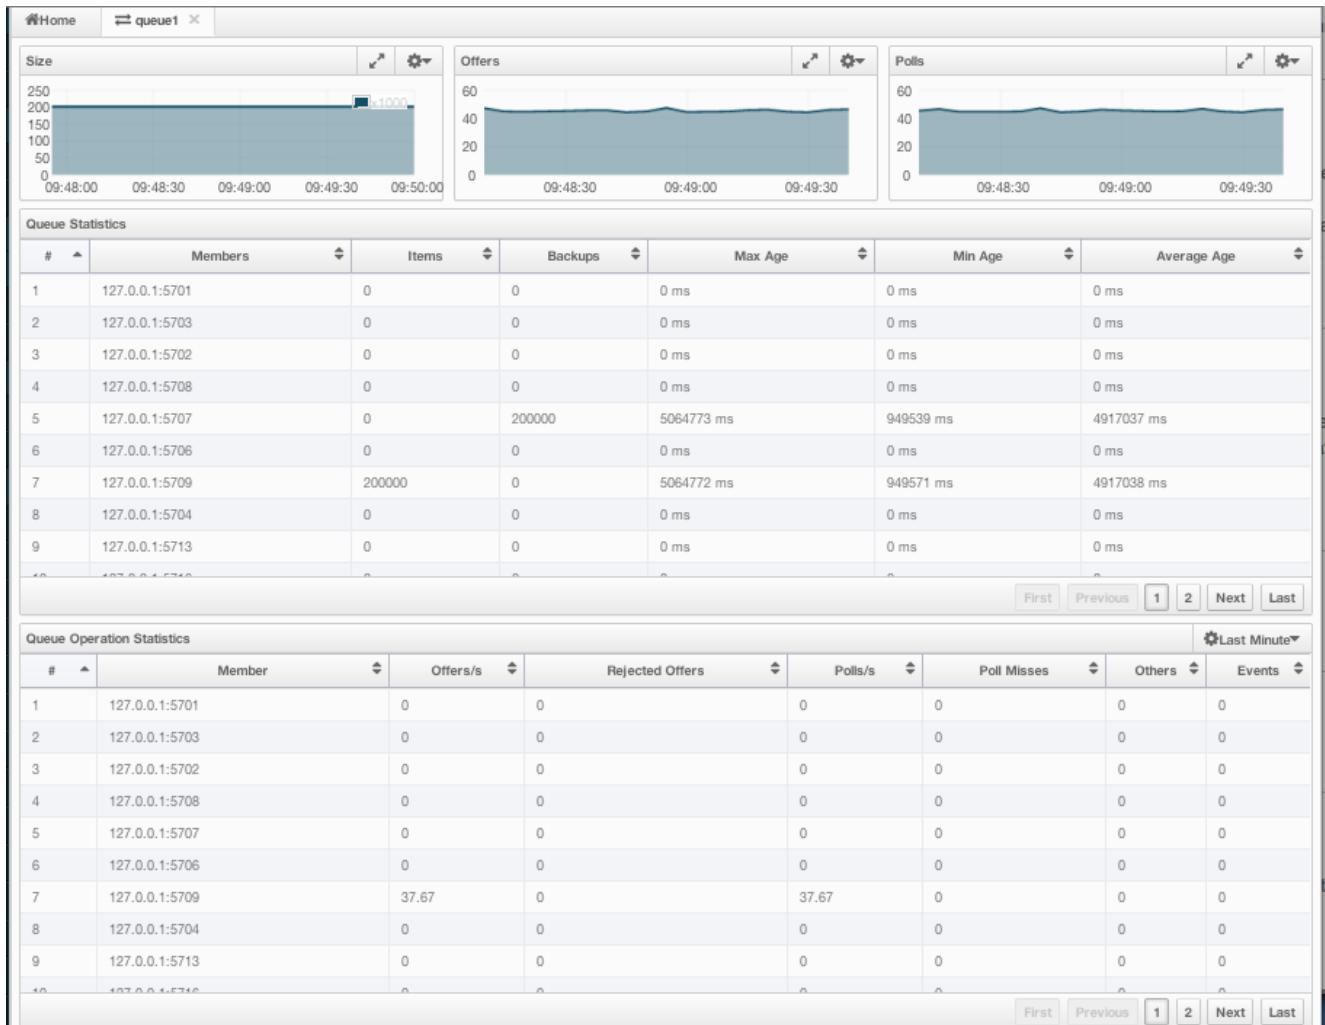 Home queue1
Size
250
200
150
100
50
0
x1000
09:48:00 09:48:30 09:49:00 09:49:30 09:50:00
Offers
60
40
20
0
09:48:30 09:49:00 09:49:30
Polls
60
40
20
0
09:48:30 09:49:00 09:49:30
Queue Statistics
# Members Items Backups Max Age Min Age Average Age
1 127.0.0.1:5701 0 0 0 ms 0 ms 0 ms
2 127.0.0.1:5703 0 0 0 ms 0 ms 0 ms
3 127.0.0.1:5702 0 0 0 ms 0 ms 0 ms
4 127.0.0.1:5708 0 0 0 ms 0 ms 0 ms
5 127.0.0.1:5707 0 200000 5064773 ms 949539 ms 4917037 ms
6 127.0.0.1:5706 0 0 0 ms 0 ms 0 ms
7 127.0.0.1:5709 200000 0 5064772 ms 949571 ms 4917038 ms
8 127.0.0.1:5704 0 0 0 ms 0 ms 0 ms
9 127.0.0.1:5713 0 0 0 ms 0 ms 0 ms
First Previous 1 2 Next Last
Queue Operation Statistics Last Minute
# Member Offers/s Rejected Offers Polls/s Poll Misses Others Events
1 127.0.0.1:5701 0 0 0 0 0 0
2 127.0.0.1:5703 0 0 0 0 0 0
3 127.0.0.1:5702 0 0 0 0 0 0
4 127.0.0.1:5708 0 0 0 0 0 0
5 127.0.0.1:5707 0 0 0 0 0 0
6 127.0.0.1:5706 0 0 0 0 0 0
7 127.0.0.1:5709 37.67 0 37.67 0 0 0
8 127.0.0.1:5704 0 0 0 0 0 0
9 127.0.0.1:5713 0 0 0 0 0 0
First Previous 1 2 Next Last